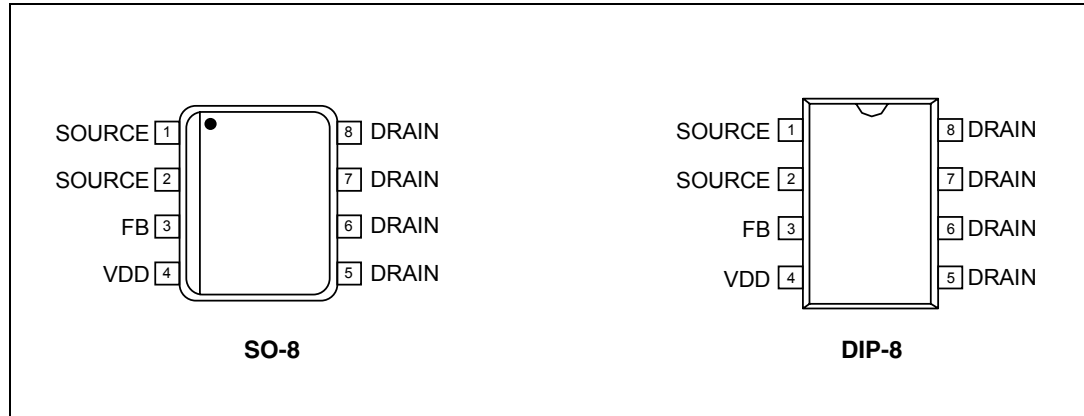 SOURCE 1 8 DRAIN
SOURCE 2 7 DRAIN
FB 3 6 DRAIN
VDD 4 5 DRAIN
SO-8
SOURCE 1 8 DRAIN
SOURCE 2 7 DRAIN
FB 3 6 DRAIN
VDD 4 5 DRAIN
DIP-8